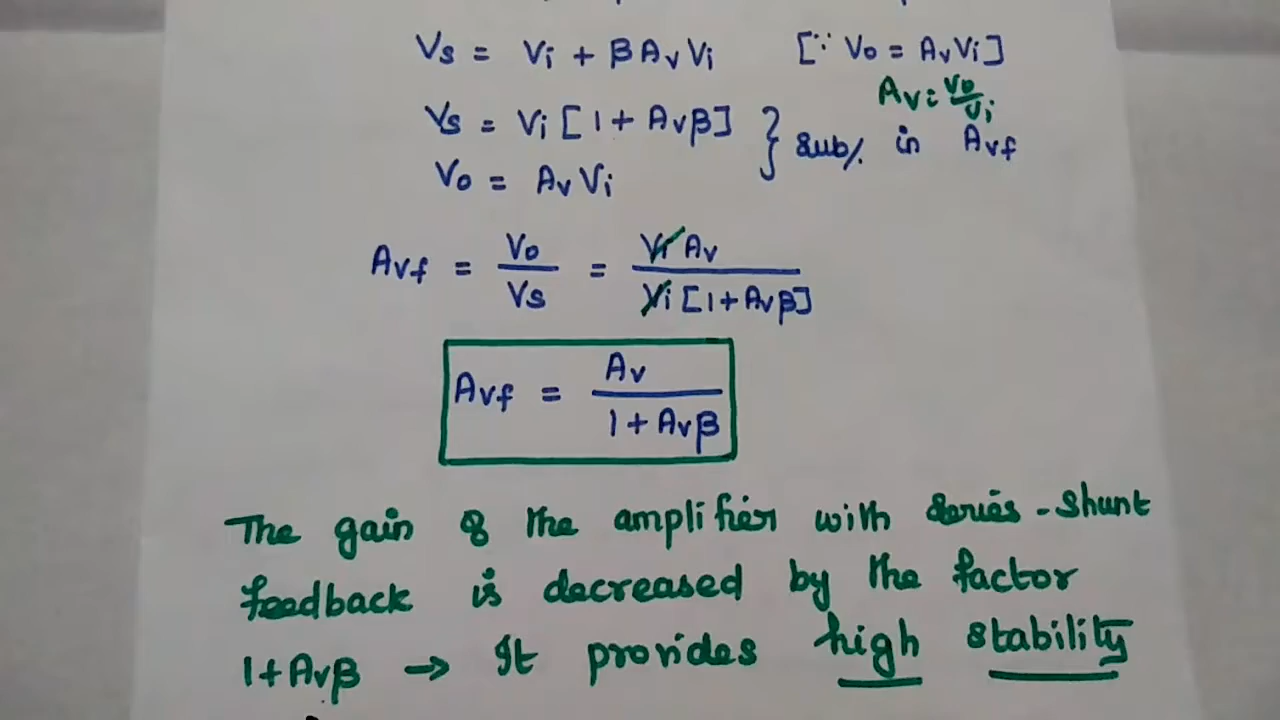 Vs = Vi + βAvVi [∵ Vo = AvVi]
Av = Vo/Vi
Vs = Vi [1 + Avβ]
Vo = AvVi } Sub/. in Avf
Avf = Vo/Vs = ViAv/Vi[1+Avβ]
Avf = Av/1+Avβ
The gain of the amplifier with series-shunt
feedback is decreased by the factor
1+Avβ → It provides high stability